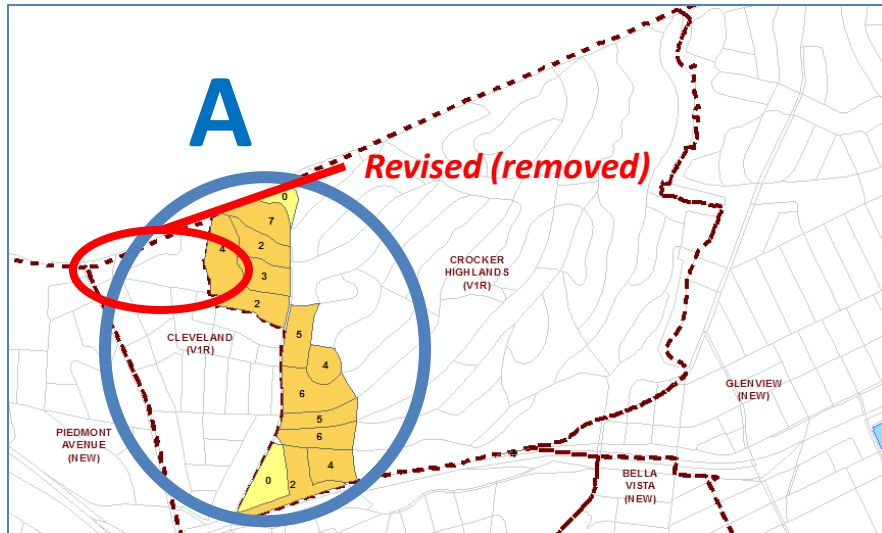 A
Revised (removed)
0
7
4
2
3
2
CROCKER
HIGHLANDS
(V1R)
5
CLEVELAND
(V1R)
4
6
GLENVIEW
(NEW)
5
6
PIEDMONT
AVENUE
(NEW)
4
4
0
2
BELLA
VISTA
(NEW)